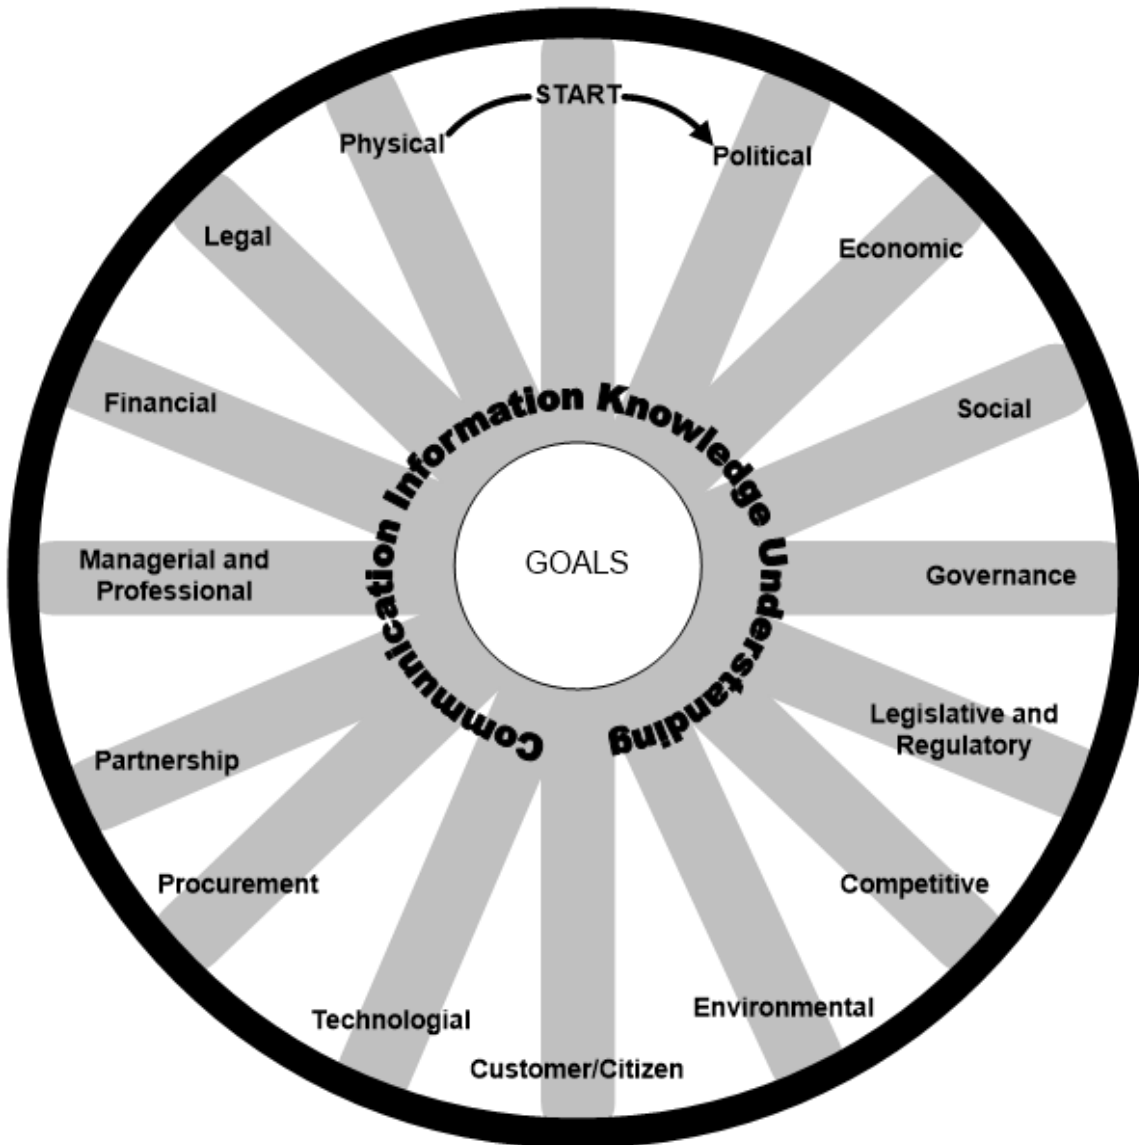 START
Political
Economic
Social
Governance
Legislative and
Regulatory
Competitive
Environmental
Customer/Citizen
Technologial
Procurement
Partnership
Managerial and
Professional
Financial
Legal
Physical
Communication Information Knowledge Understanding
GOALS